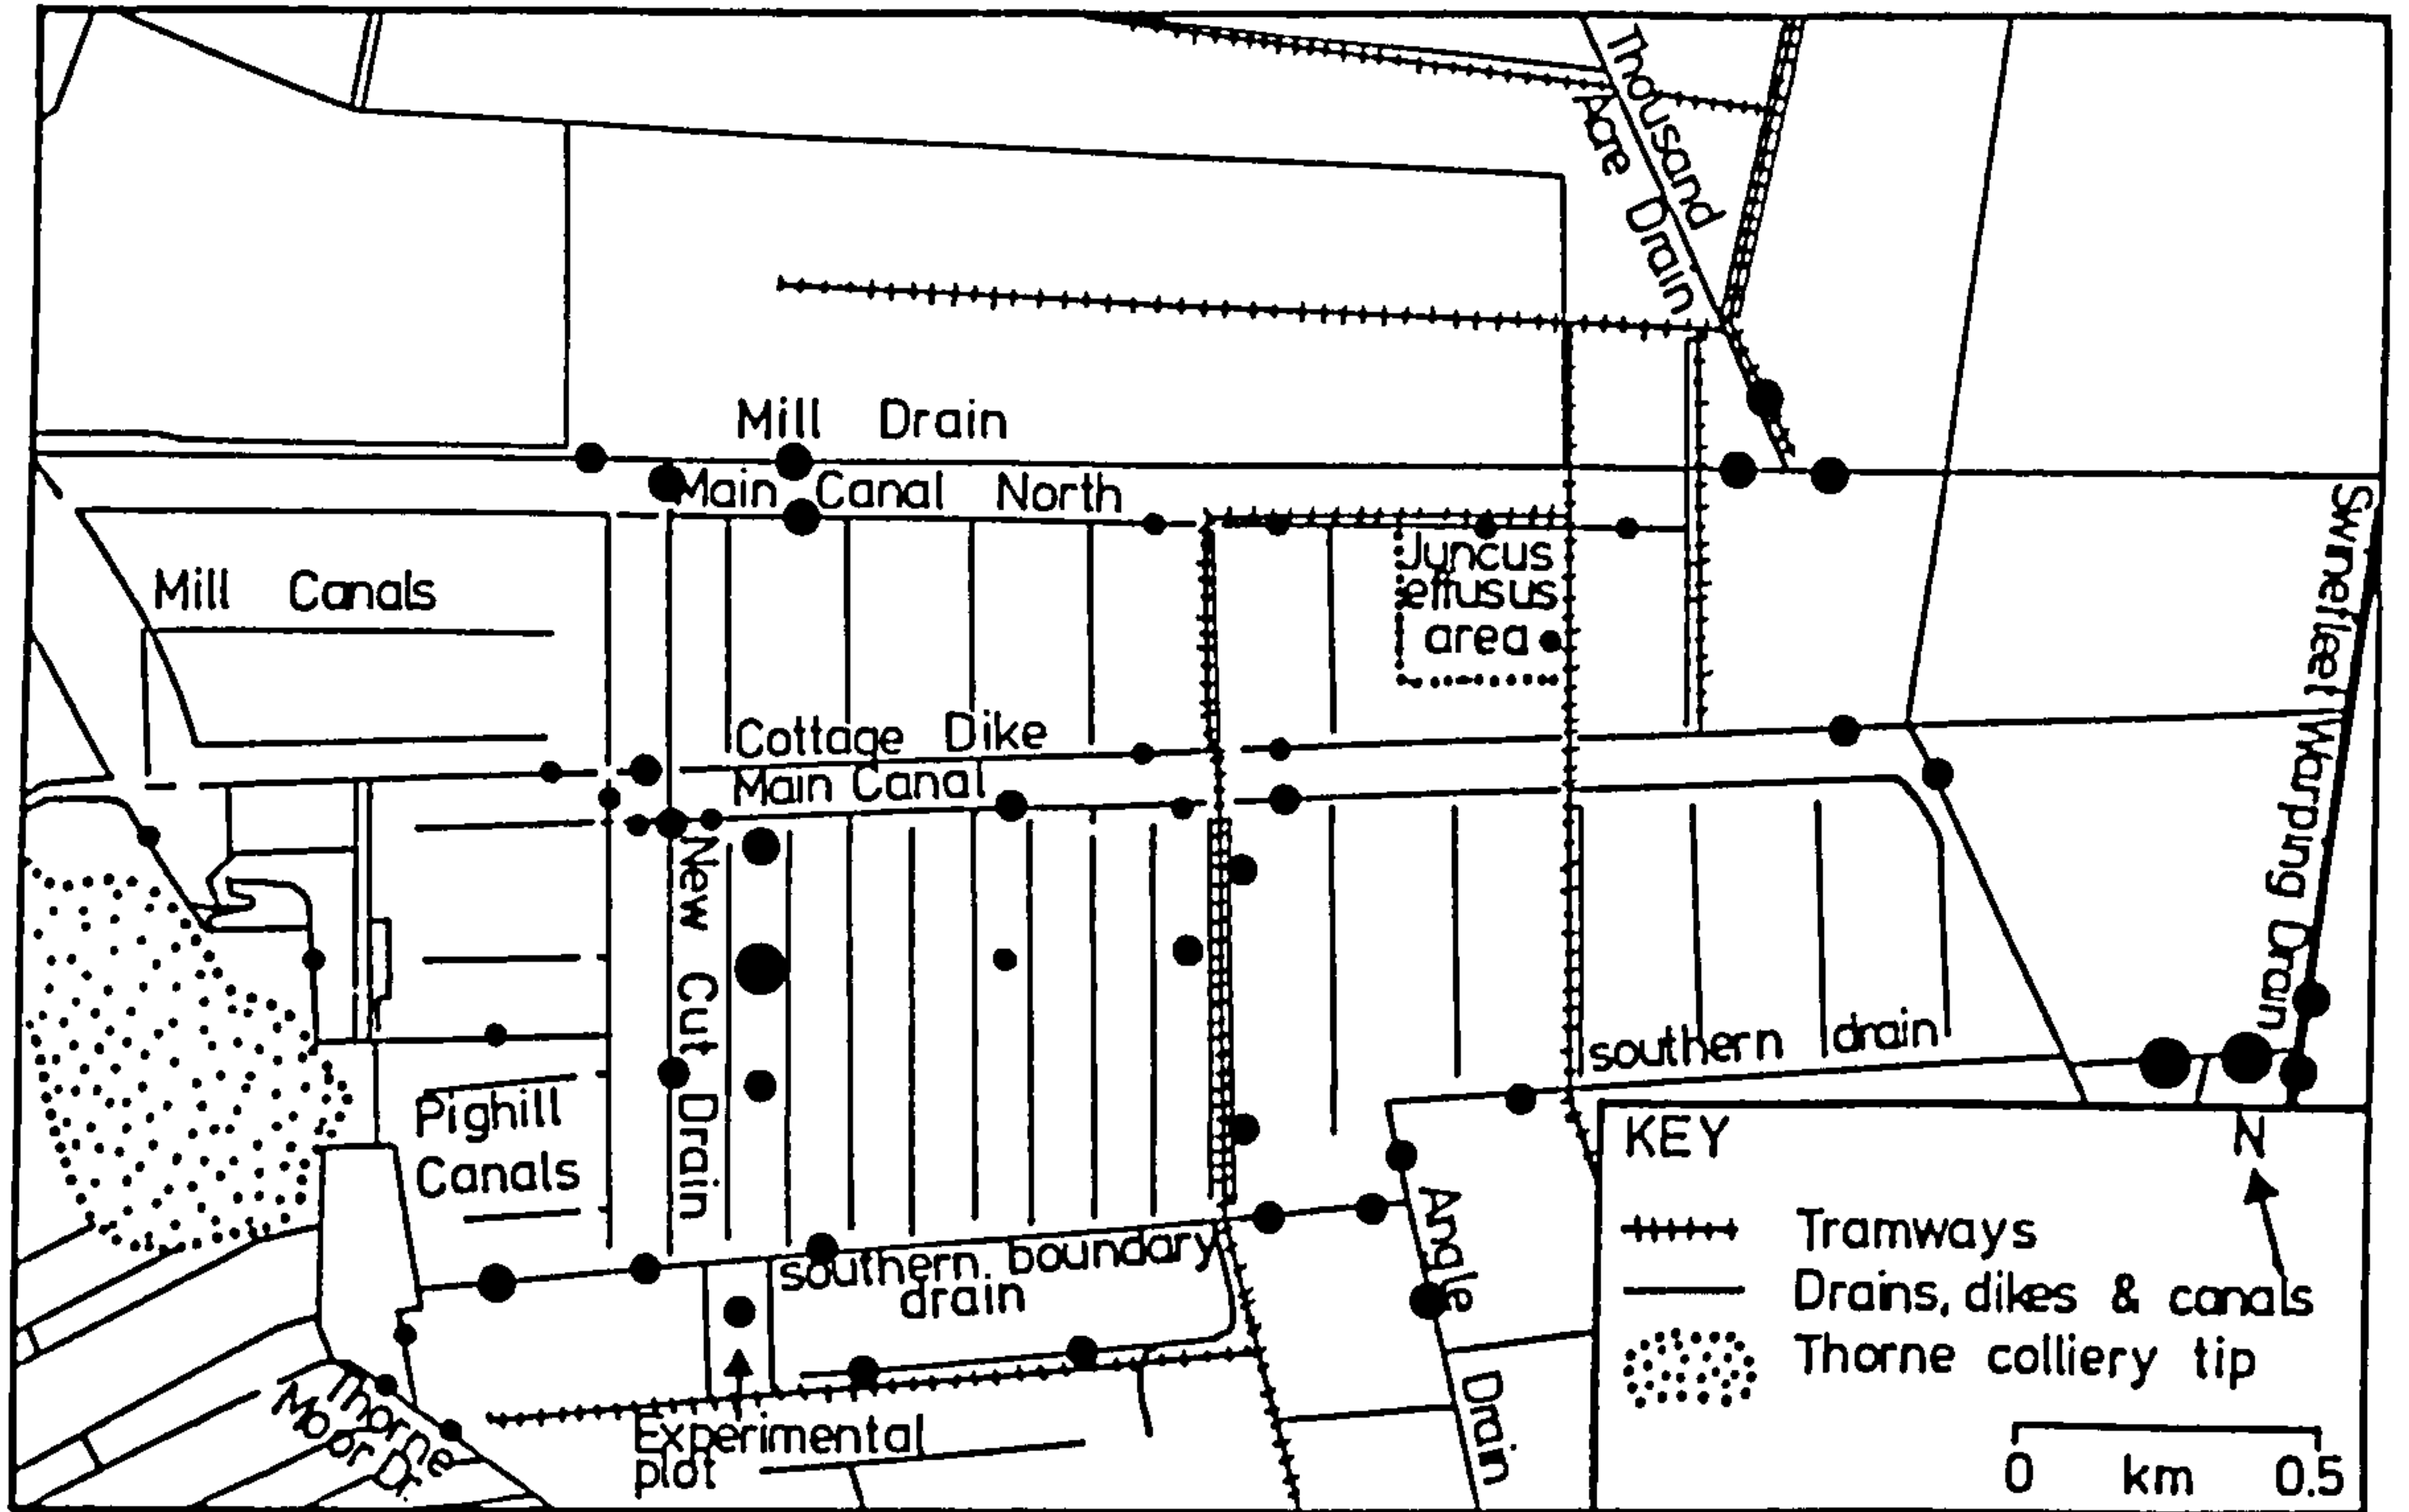 Thousand
Acre Drain
Mill Drain
Main Canal North
Swinefleet Warping Drain
Juncus
effusus
area
Mill Canals
Cottage Dike
Main Canal
New Cut Drain
southern drain
Pighill
Canals
Angle Drain
southern boundary
drain
Experimental
plot
Thorne
Moor Dr.
KEY
N
Tramways
Drains, dikes & canals
Thorne colliery tip
0 km 0.5